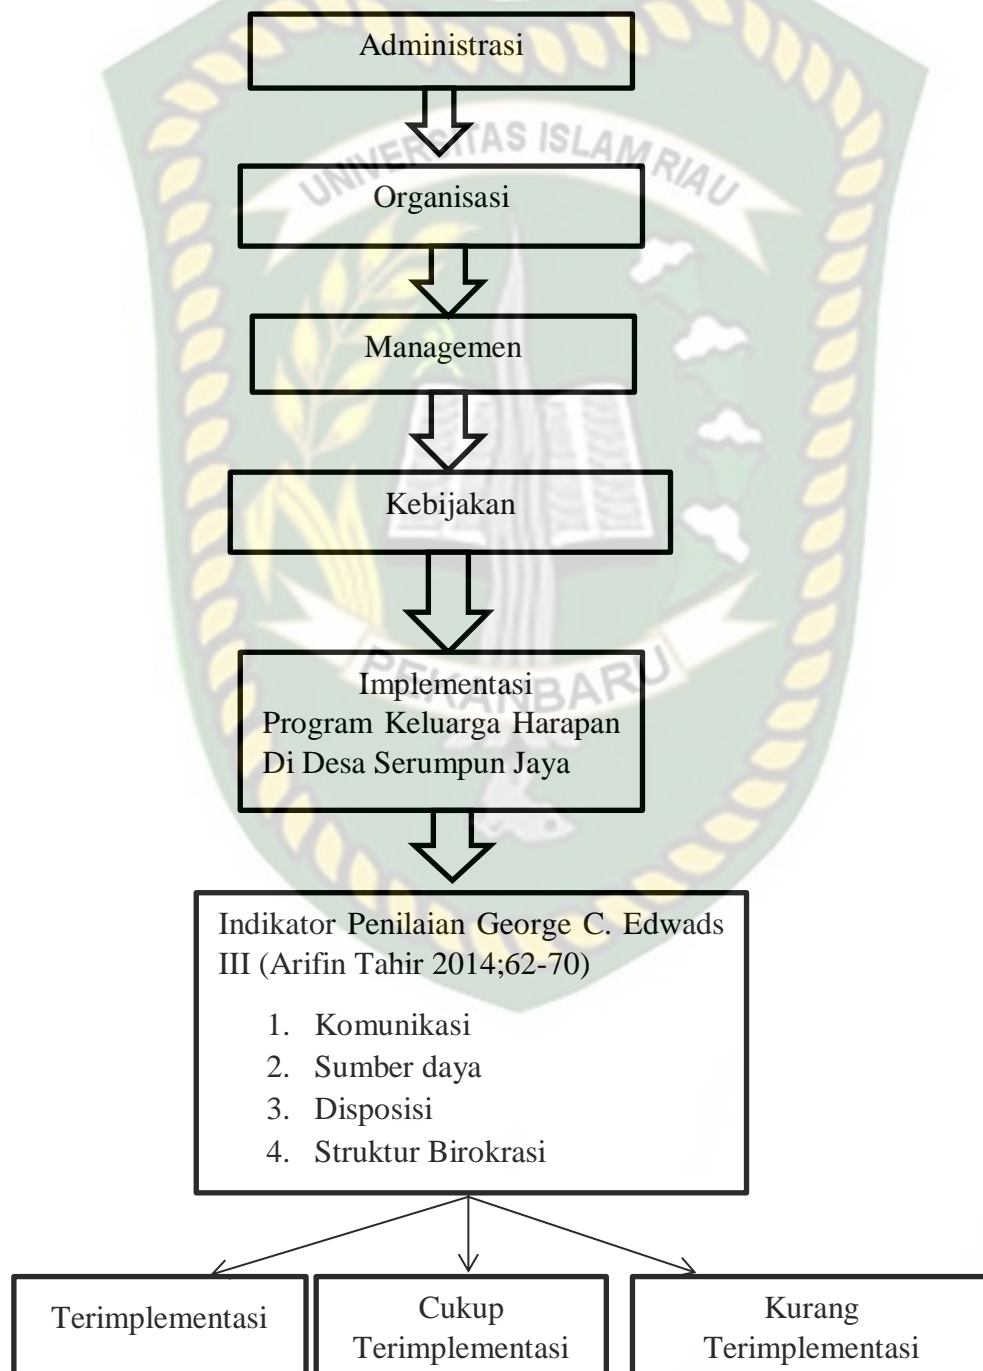 Administrasi
UNIVERSITAS ISLAM RIAU
Organisasi
Managemen
Kebijakan
PEKANBARU
Implementasi
Program Keluarga Harapan
Di Desa Serumpun Jaya
Indikator Penilaian George C. Edwads
III (Arifin Tahir 2014;62-70)
1. Komunikasi
2. Sumber daya
3. Disposisi
4. Struktur Birokrasi
Terimplementasi
Cukup
Terimplementasi
Kurang
Terimplementasi